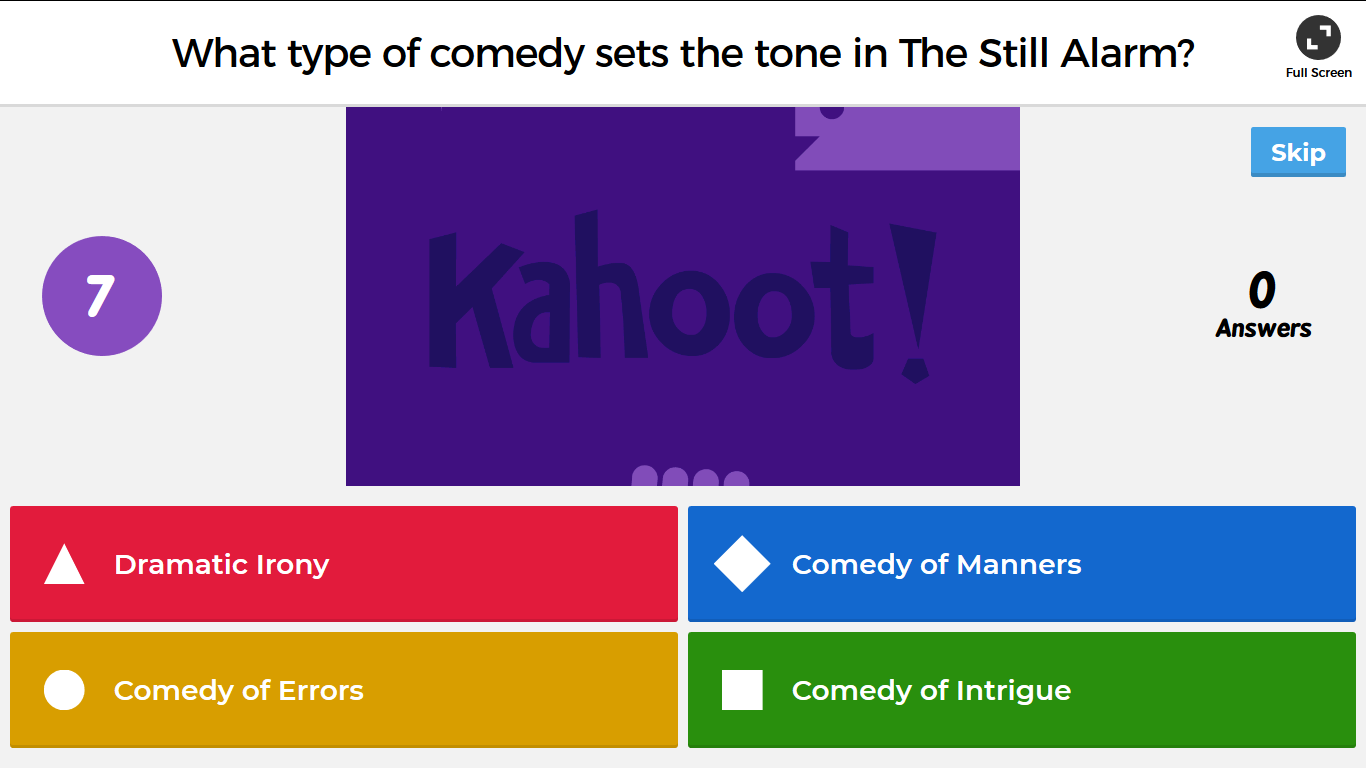 What type of comedy sets the tone in The Still Alarm?
Full Screen
Skip
7
Kahoot!
0
Answers
Dramatic Irony
Comedy of Manners
Comedy of Errors
Comedy of Intrigue